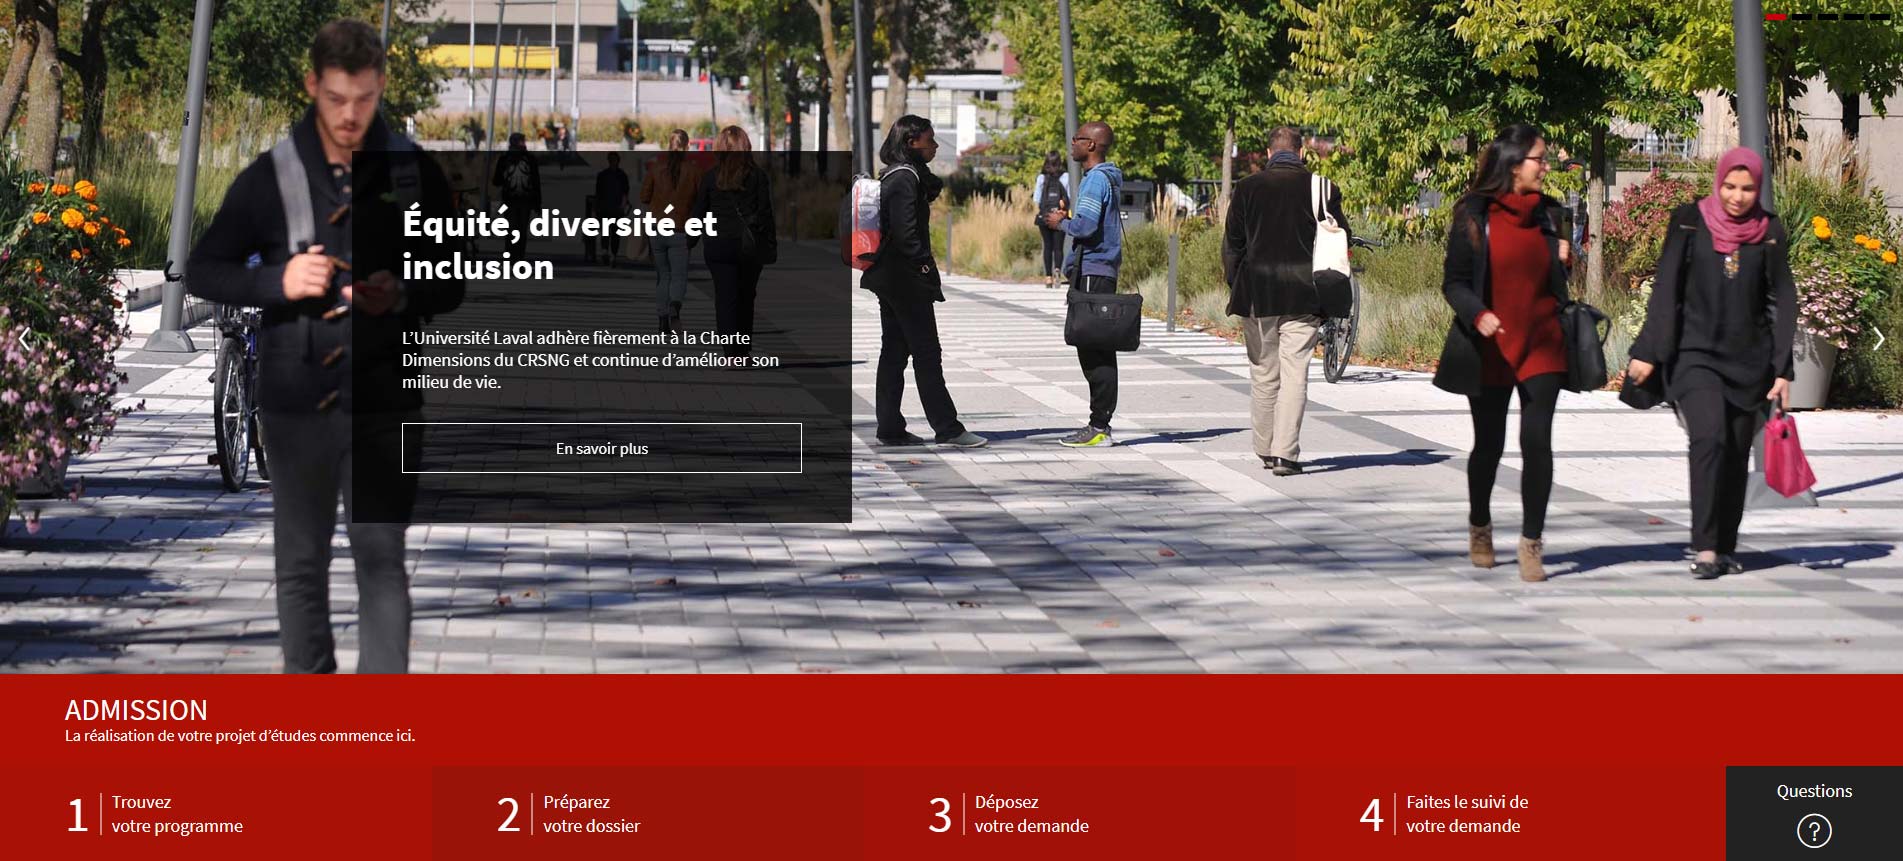 Équité, diversité et
inclusion
L’Université Laval adhère fièrement à la Charte
Dimensions du CRSNG et continue d’améliorer son
milieu de vie.
En savoir plus
ADMISSION
La réalisation de votre projet d’études commence ici.
1
Trouvez
votre programme
2
Préparez
votre dossier
3
Déposez
votre demande
4
Faites le suivi de
votre demande
Questions
?